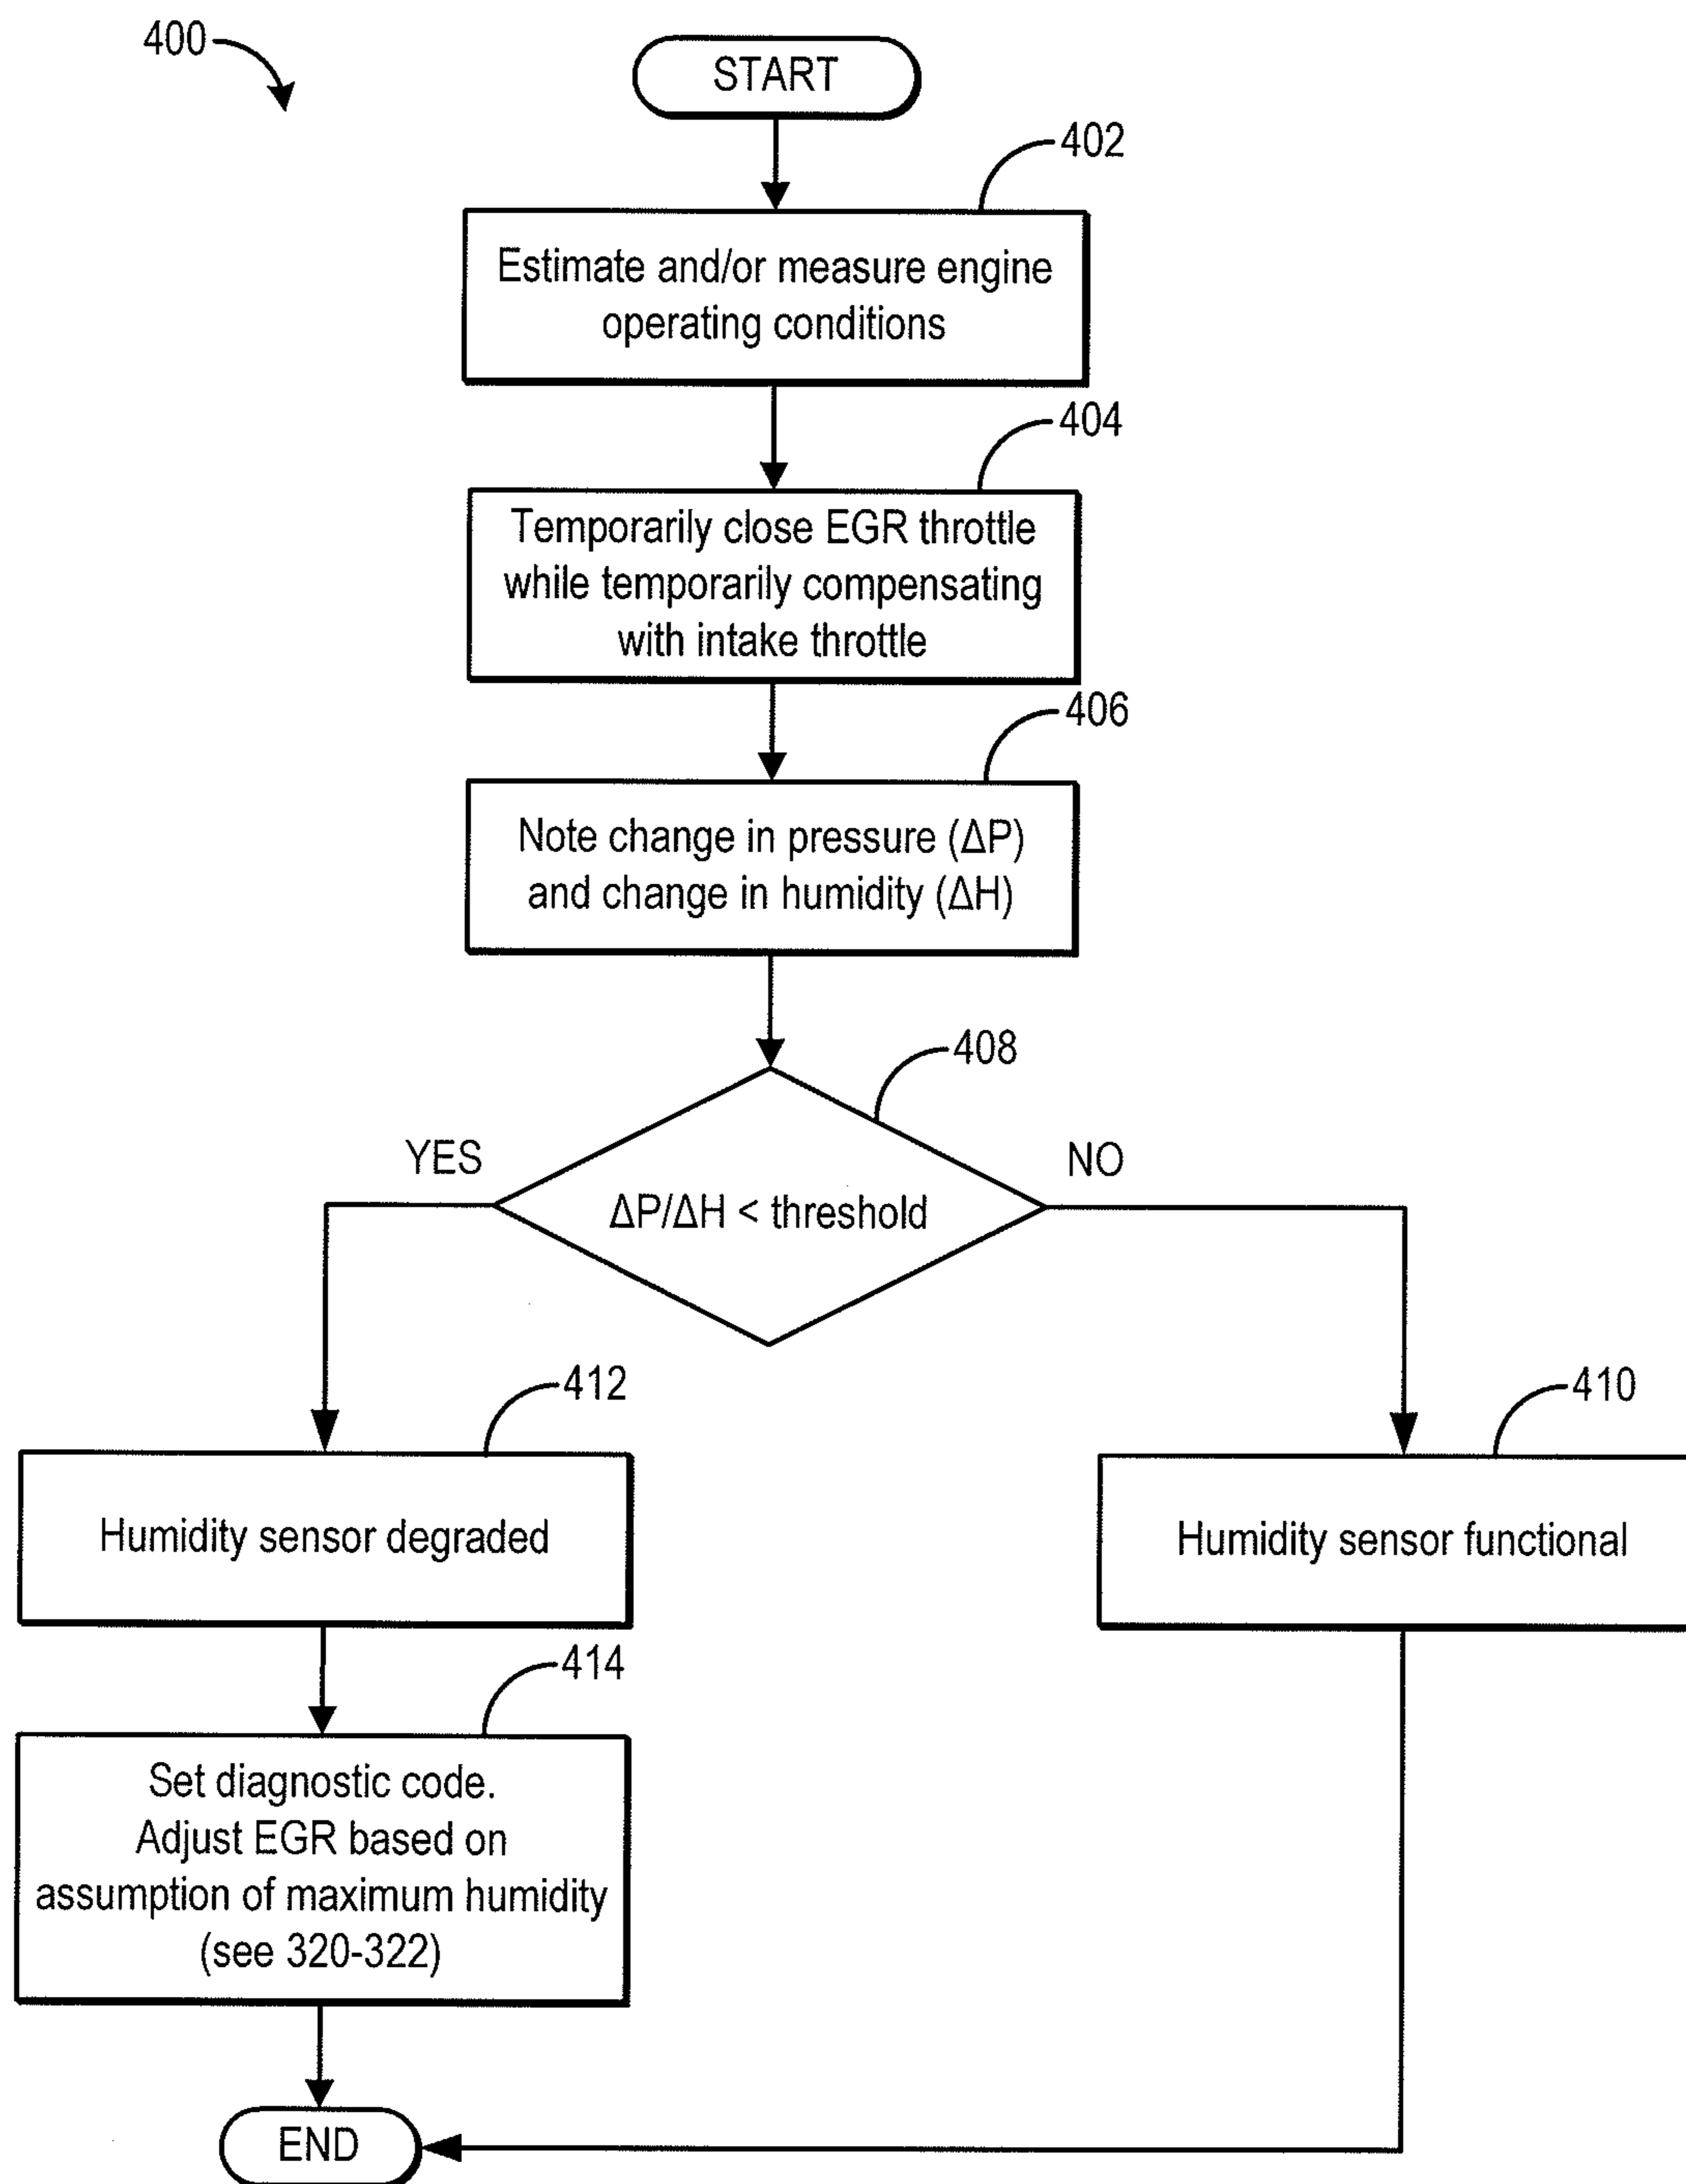 400
START
402
Estimate and/or measure engine
operating conditions
404
Temporarily close EGR throttle
while temporarily compensating
with intake throttle
406
Note change in pressure (ΔP)
and change in humidity (ΔH)
408
YES
NO
ΔP/ΔH < threshold
412
410
Humidity sensor degraded
Humidity sensor functional
414
Set diagnostic code.
Adjust EGR based on
assumption of maximum humidity
(see 320-322)
END